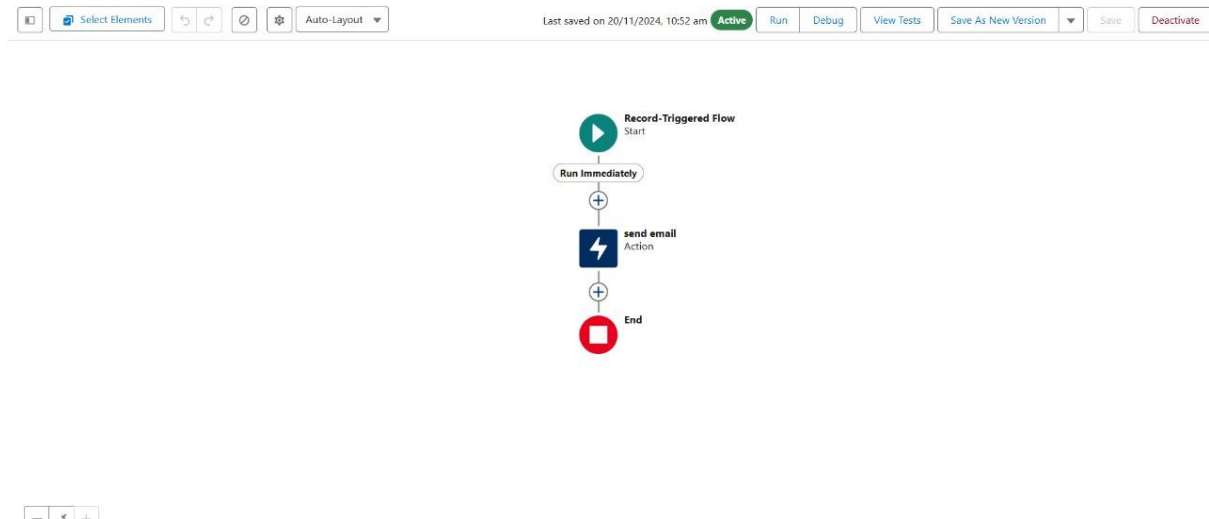 Select Elements Auto-Layout Last saved on 20/11/2024, 10:52 am Active Run Debug View Tests Save As New Version Save Deactivate
Record-Triggered Flow
Start
Run Immediately
send email
Action
End